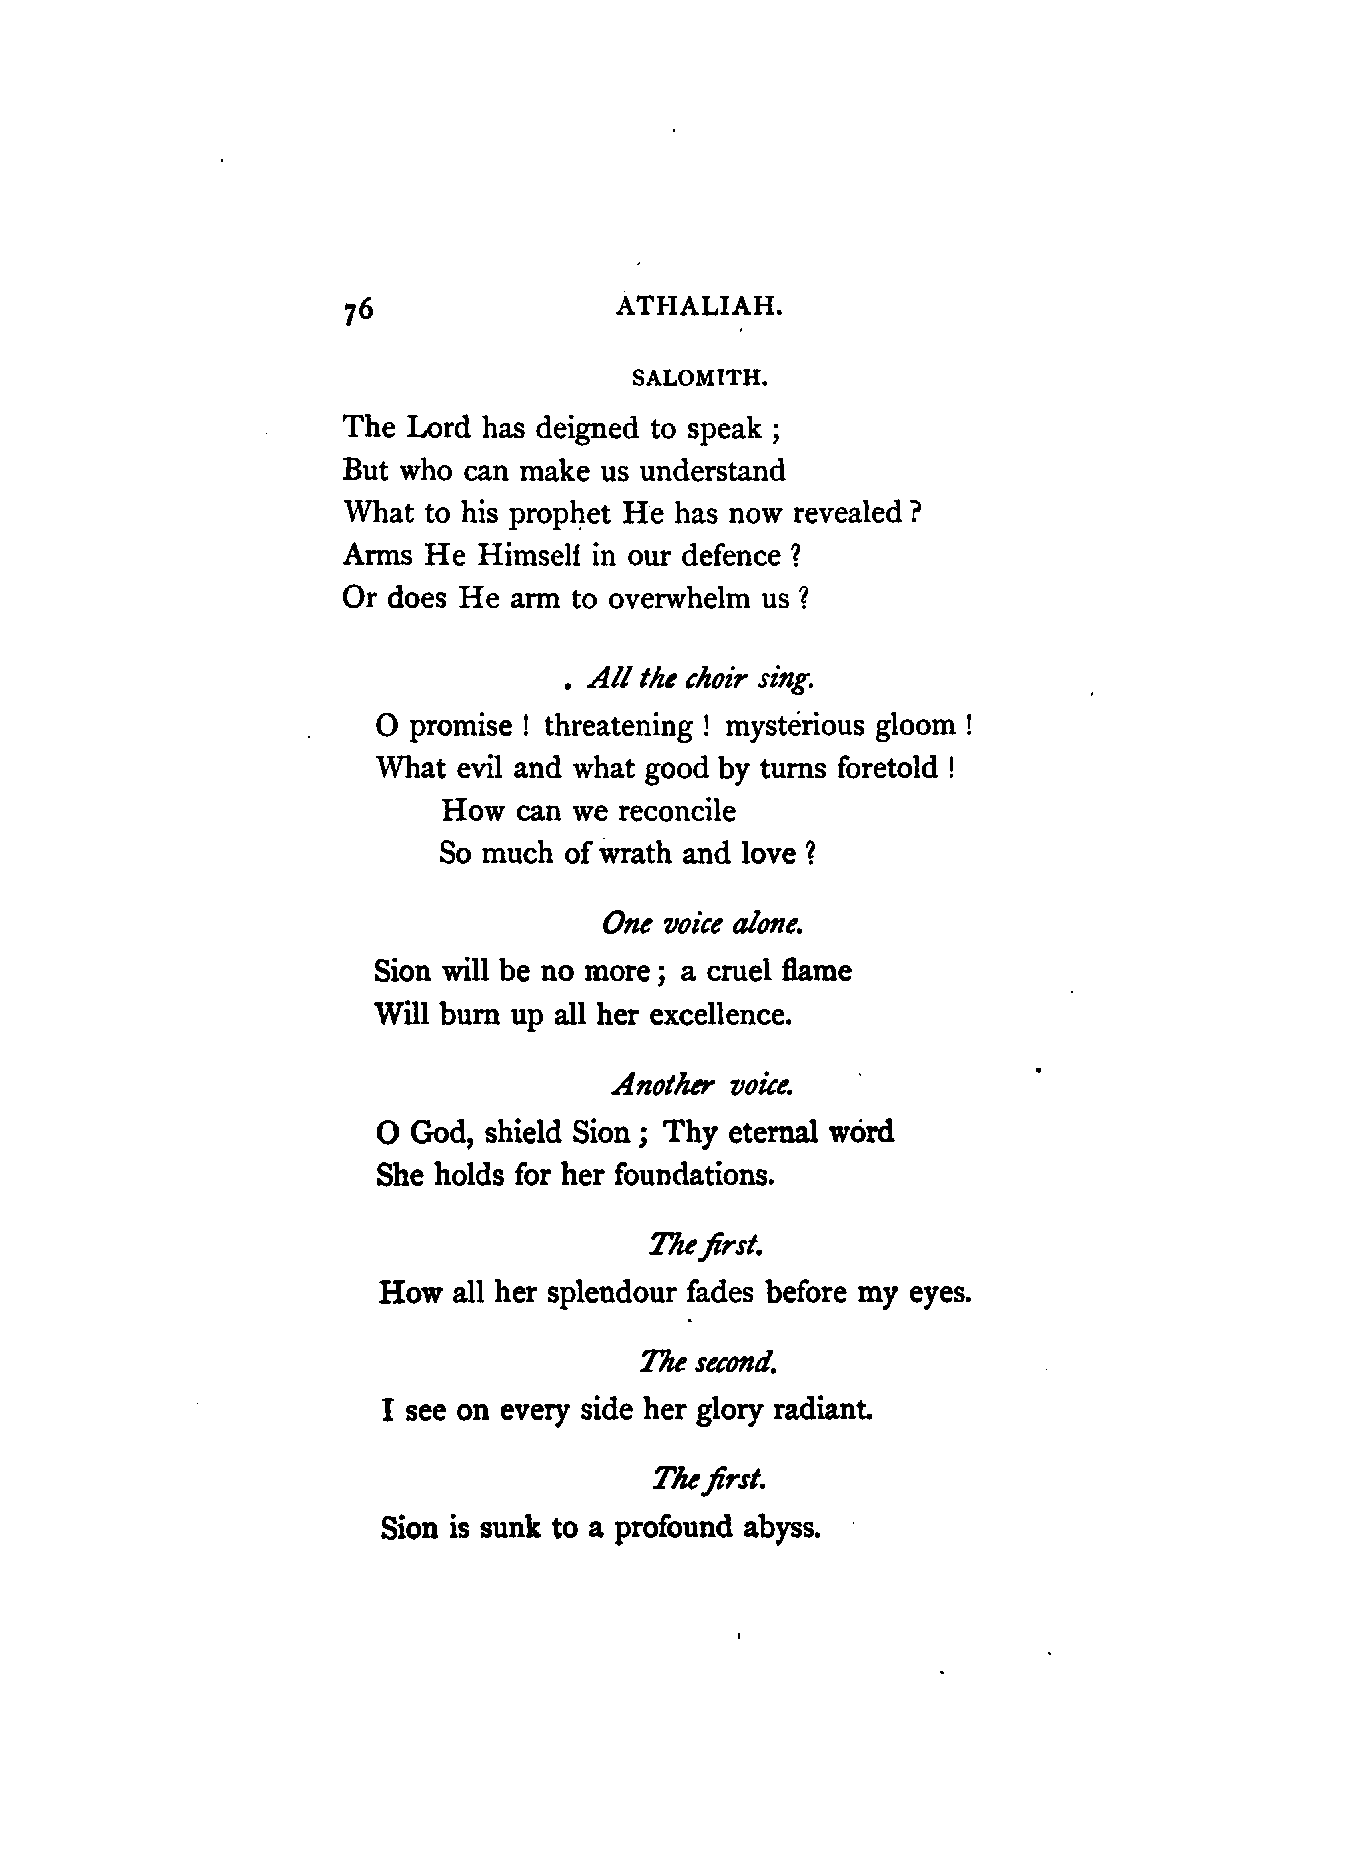 76 ATHALIAH.
SALOMITH.
The Lord has deigned to speak ;
But who can make us understand
What to his prophet He has now revealed ?
Arms He Himself in our defence ?
Or does He arm to overwhelm us ?
All the choir sing.
O promise ! threatening ! mysterious gloom !
What evil and what good by turns foretold !
How can we reconcile
So much of wrath and love ?
One voice alone.
Sion will be no more ; a cruel flame
Will burn up all her excellence.
Another voice.
O God, shield Sion ; Thy eternal word
She holds for her foundations.
The first.
How all her splendour fades before my eyes.
The second.
I see on every side her glory radiant.
The first.
Sion is sunk to a profound abyss.